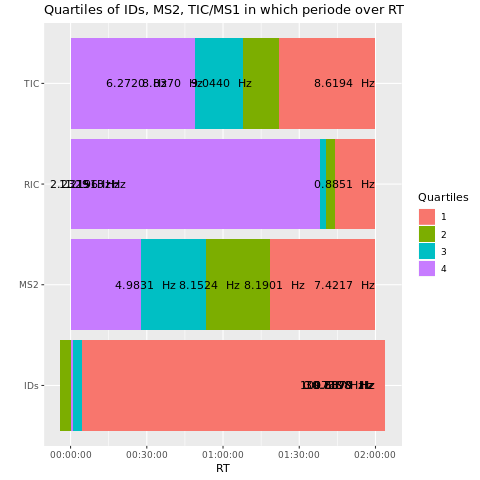 Quartiles of IDs, MS2, TIC/MS1 in which periode over RT
TIC
6.2720 Hz
9.0440 Hz
8.6194 Hz
RIC
0.8851 Hz
MS2
4.9831 Hz
8.1524 Hz
8.1901 Hz
7.4217 Hz
IDs
Hz
00:00:00
00:30:00
01:00:00
01:30:00
02:00:00
RT
Quartiles
1
2
3
4